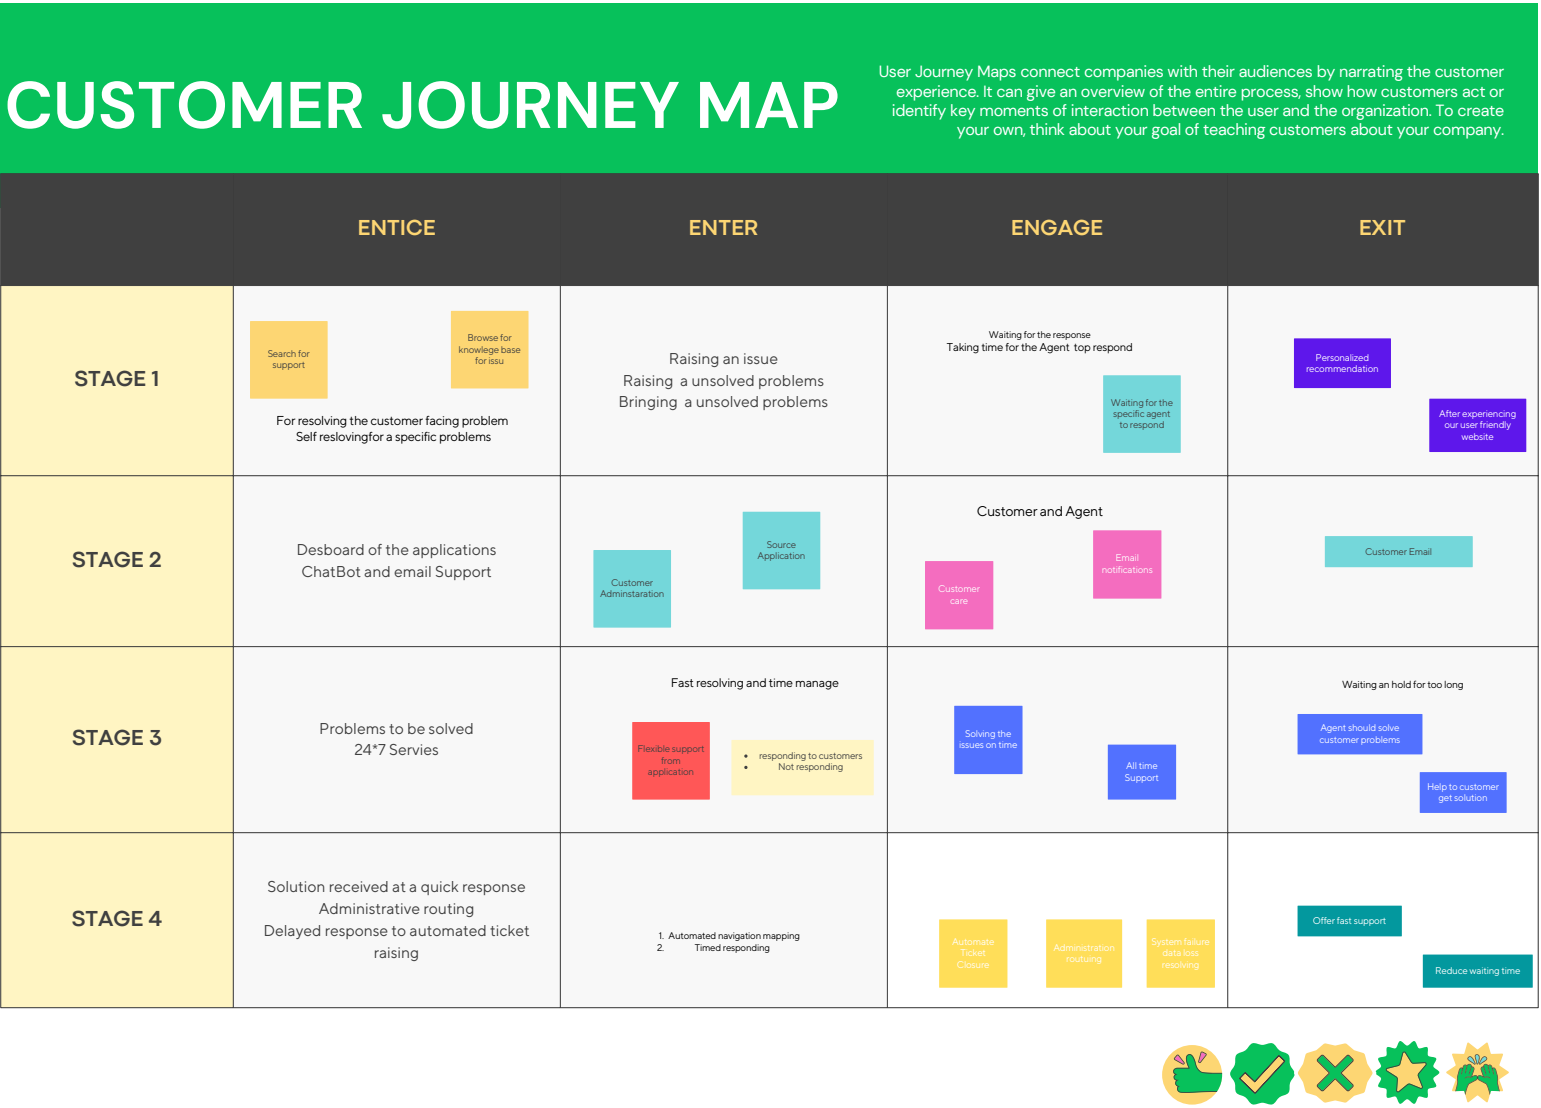 CUSTOMER JOURNEY MAP
User Journey Maps connect companies with their audiences by narrating the customer
experience. It can give an overview of the entire process, show how customers act or
identify key moments of interaction between the user and the organization. To create
your own, think about your goal of teaching customers about your company.
ENTICE
ENTER
ENGAGE
EXIT
STAGE 1
Search for
support
Browse for
knowlege base
for issu
For resolving the customer facing problem
Self reslovingfor a specific problems
Raising an issue
Raising a unsolved problems
Bringing a unsolved problems
Waiting for the response
Taking time for the Agent top respond
Waiting for the
specific agent
to respond
Personalized
recommendation
After experiencing
our user friendly
website
STAGE 2
Desboard of the applications
ChatBot and email Support
Customer
Adminstaration
Source
Application
Customer and Agent
Customer
care
Email
notifications
Customer Email
STAGE 3
Problems to be solved
24*7 Servies
Fast resolving and time manage
Flexible support
from
application
• responding to customers
• Not responding
Solving the
issues on time
All time
Support
Waiting an hold for too long
Agent should solve
customer problems
Help to customer
get solution
STAGE 4
Solution received at a quick response
Administrative routing
Delayed response to automated ticket
raising
1. Automated navigation mapping
2. Timed responding
Automate
Ticket
Closure
Administration
routuing
System failure
data loss
resolving
Offer fast support
Reduce waiting time